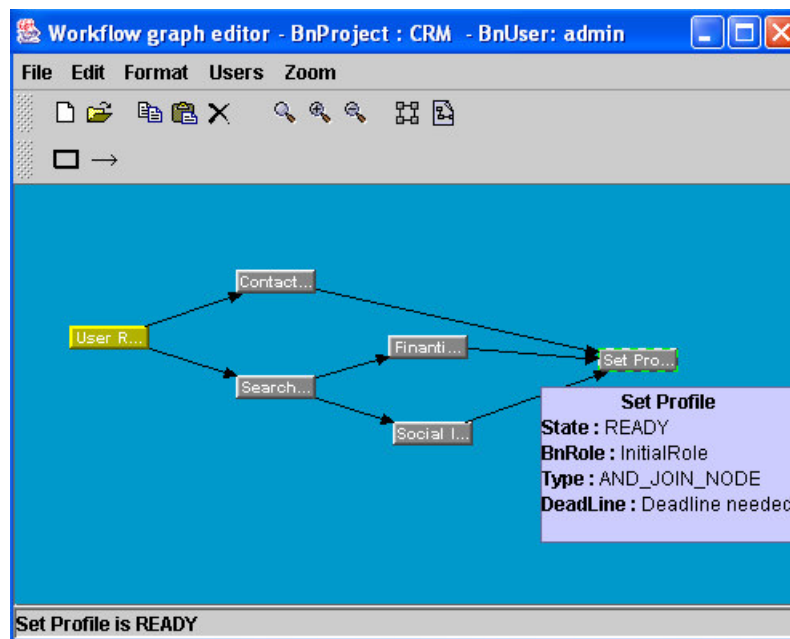 Workflow graph editor - BnProject : CRM - BnUser: admin
File Edit Format Users Zoom
Contact...
User R...
Finanti...
Set Pro...
Search...
Social I...
Set Profile
State : READY
BnRole : InitialRole
Type : AND_JOIN_NODE
DeadLine : Deadline needed
Set Profile is READY